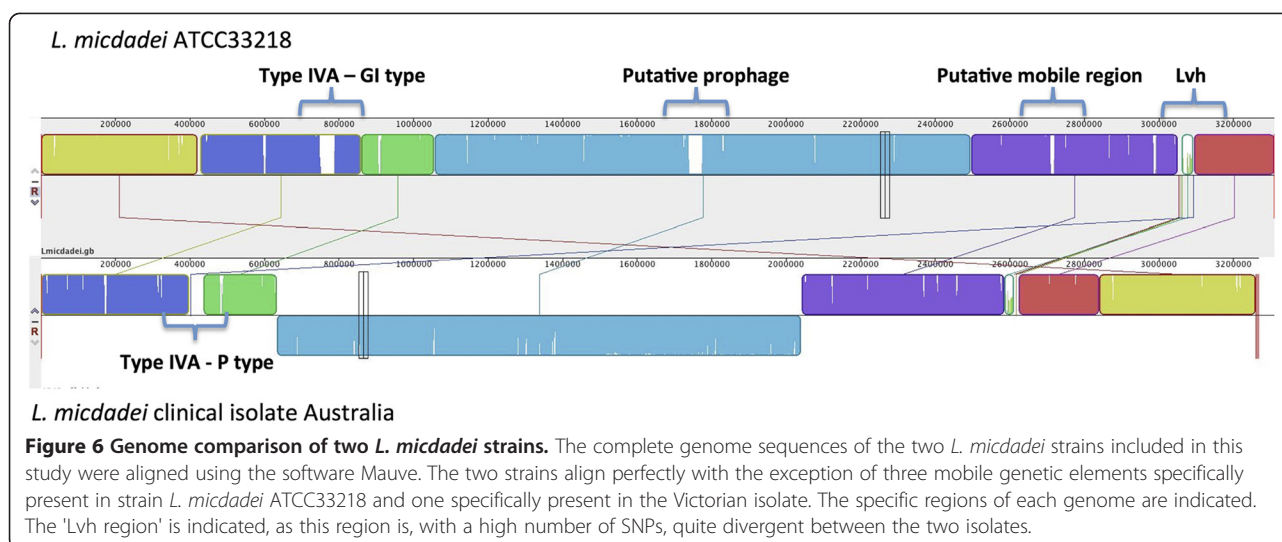 L. micdadei ATCC33218
Type IVA – GI type
Putative prophage
Putative mobile region
Lvh
200000 400000 600000 800000 1000000 1200000 1400000 1600000 1800000 2000000 2200000 2400000 2600000 2800000 3000000 3200000
R
Lmicdadei.gb
200000 400000 600000 800000 1000000 1200000 1400000 1600000 1800000 2000000 2200000 2400000 2600000 2800000 3000000 3200000
R
Type IVA - P type
L. micdadei clinical isolate Australia
Figure 6 Genome comparison of two L. micdadei strains. The complete genome sequences of the two L. micdadei strains included in this
study were aligned using the software Mauve. The two strains align perfectly with the exception of three mobile genetic elements specifically
present in strain L. micdadei ATCC33218 and one specifically present in the Victorian isolate. The specific regions of each genome are indicated.
The 'Lvh region' is indicated, as this region is, with a high number of SNPs, quite divergent between the two isolates.